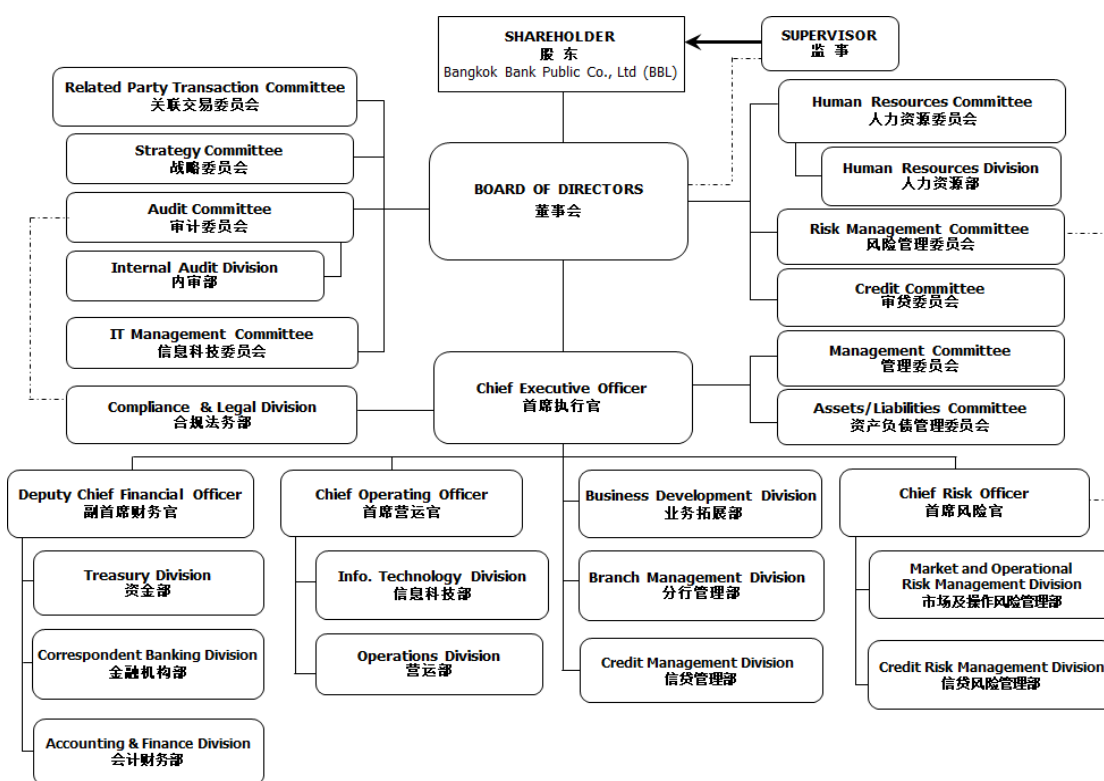 SHAREHOLDER
股 东
Bangkok Bank Public Co., Ltd (BBL)
SUPERVISOR
监 事
Related Party Transaction Committee
关联交易委员会
Strategy Committee
战略委员会
Audit Committee
审计委员会
Internal Audit Division
内审部
IT Management Committee
信息科技委员会
Compliance & Legal Division
合规法务部
BOARD OF DIRECTORS
董事会
Chief Executive Officer
首席执行官
Human Resources Committee
人力资源委员会
Human Resources Division
人力资源部
Risk Management Committee
风险管理委员会
Credit Committee
审贷委员会
Management Committee
管理委员会
Assets/Liabilities Committee
资产负债管理委员会
Deputy Chief Financial Officer
副首席财务官
Treasury Division
资金部
Correspondent Banking Division
金融机构部
Accounting & Finance Division
会计财务部
Chief Operating Officer
首席营运官
Info. Technology Division
信息科技部
Operations Division
营运部
Business Development Division
业务拓展部
Branch Management Division
分行管理部
Credit Management Division
信贷管理部
Chief Risk Officer
首席风险官
Market and Operational
Risk Management Division
市场及操作风险管理部
Credit Risk Management Division
信贷风险管理部